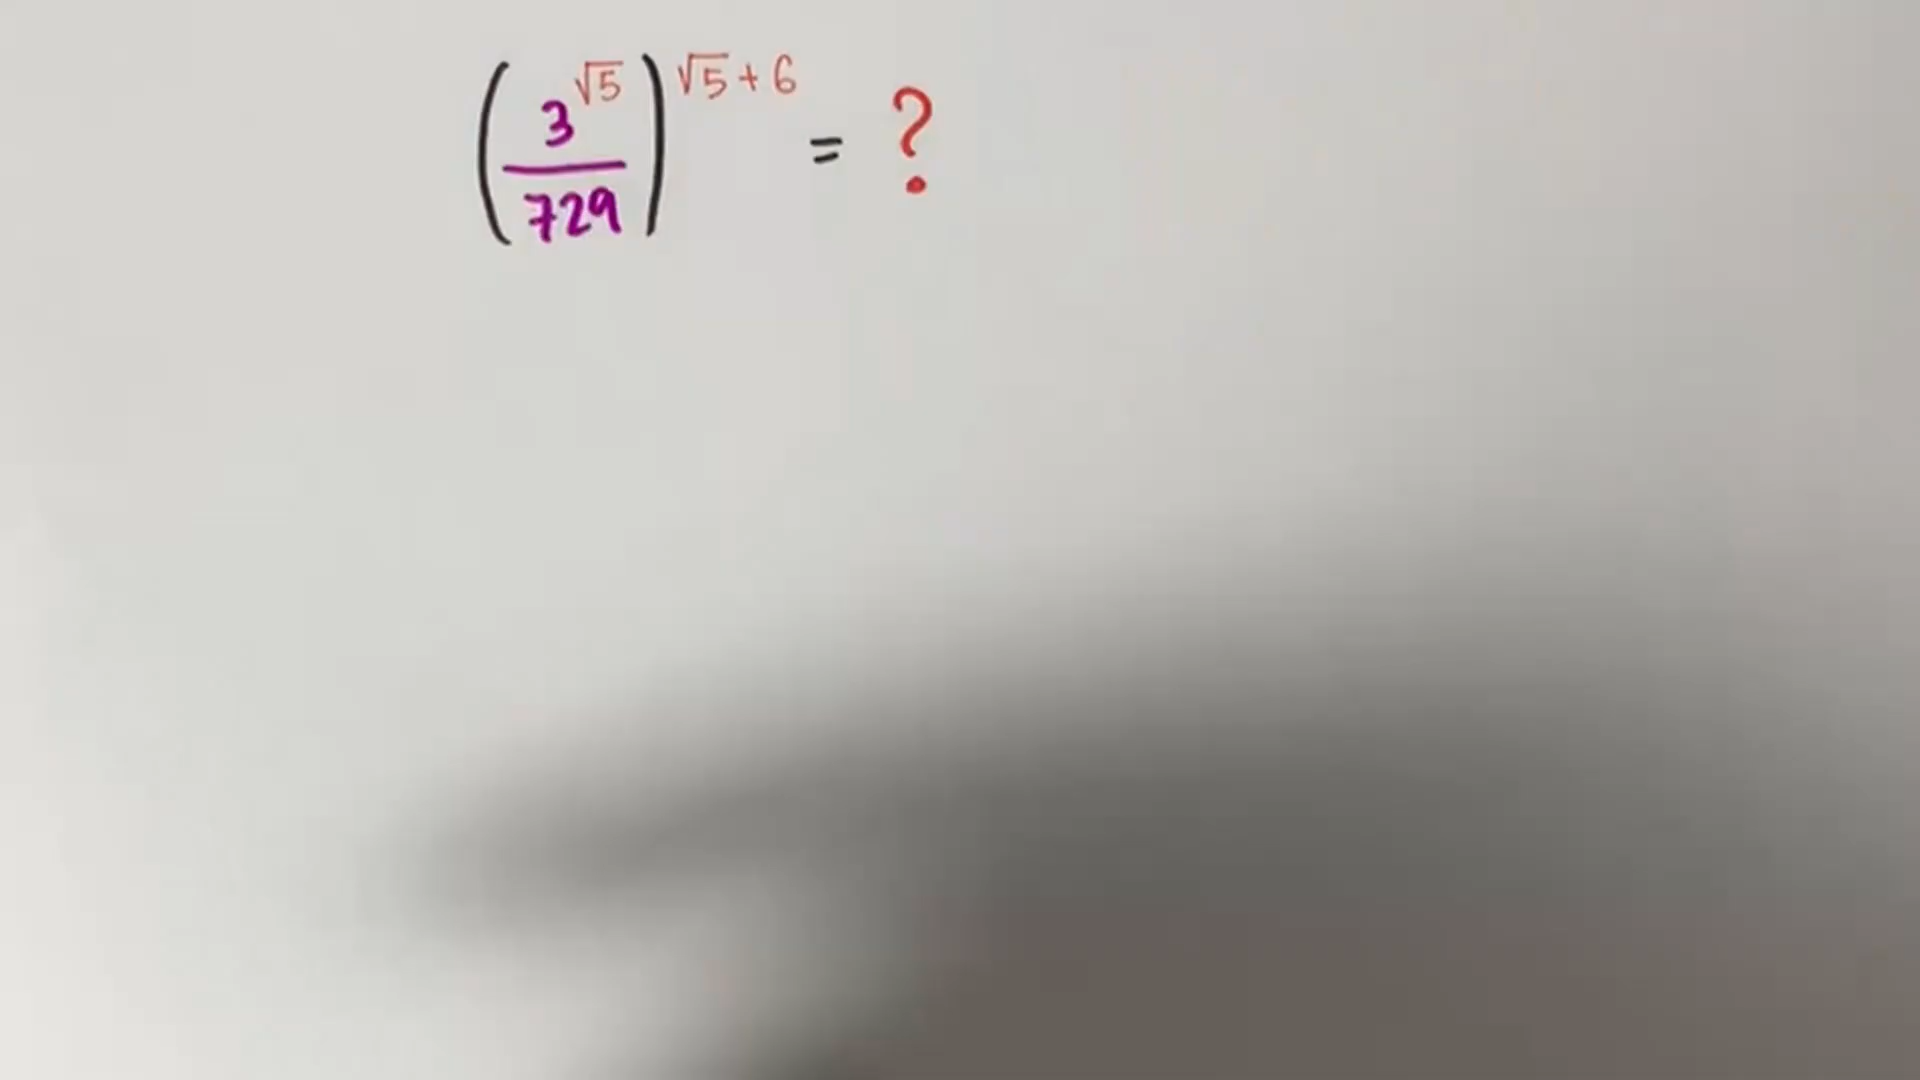 (3^√5 / 729)^√5 + 6 = ?